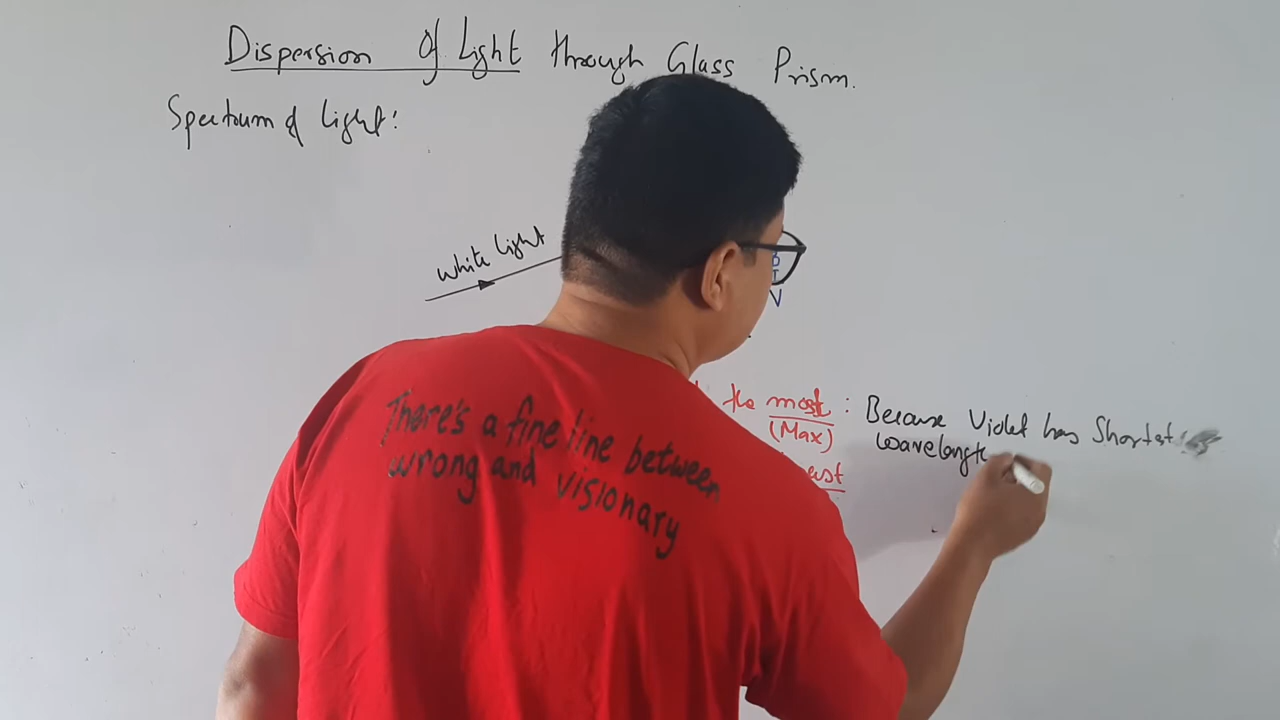 Dispersion Of Light through Glass Prism.
Spectrum of Light:
White light
V
the most : Because Violet has Shortest
(Max) wavelength
There's a fine line between
wrong and visionary